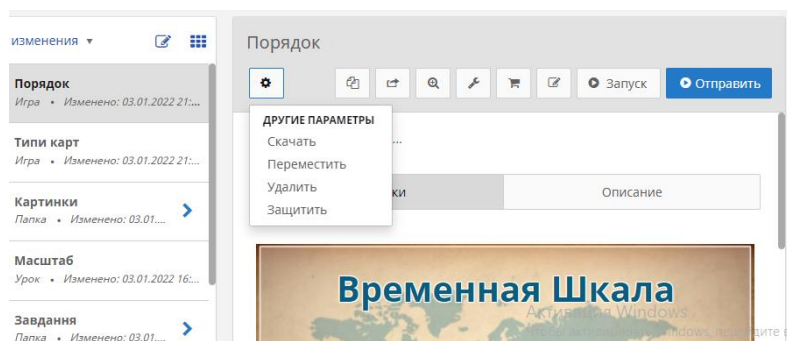 изменения
Порядок
Игра • Изменено: 03.01.2022 21:...
Типи карт
Игра • Изменено: 03.01.2022 21:...
Картинки
Папка • Изменено: 03.01....
Масштаб
Урок • Изменено: 03.01.2022 16:...
Завдання
Папка • Изменено: 03.01....
Порядок
Запуск
Отправить
ДРУГИЕ ПАРАМЕТРЫ
Скачать
Переместить
Удалить
Защитить
...
ки
Описание
Временная Шкала
Активация Windows